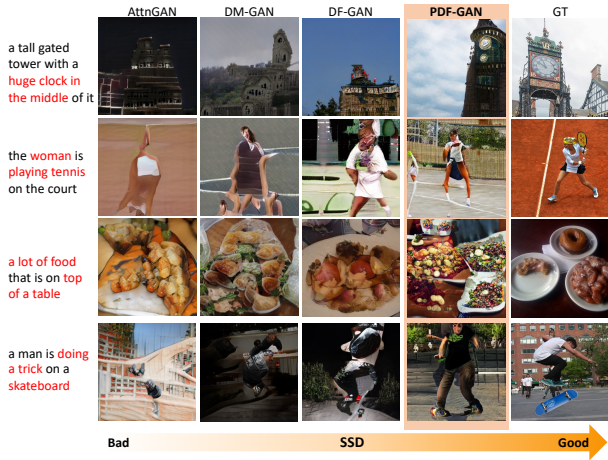 AttnGAN DM-GAN DF-GAN PDF-GAN GT
a tall gated
tower with a
huge clock in
the middle of it
the woman is
playing tennis
on the court
a lot of food
that is on top
of a table
a man is doing
a trick on a
skateboard
Bad SSD Good